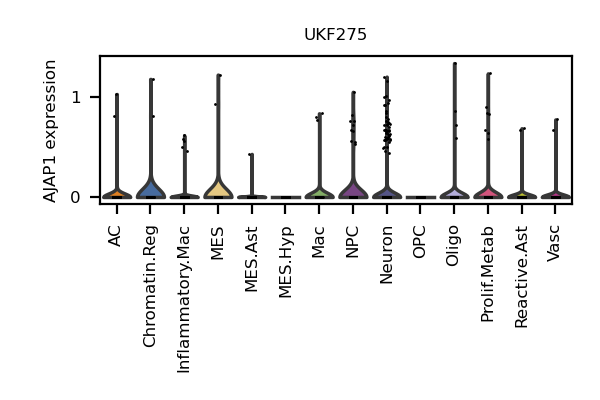 UKF275
AJAP1 expression
1
0
AC
Chromatin.Reg
Inflammatory.Mac
MES
MES.Ast
MES.Hyp
Mac
NPC
Neuron
OPC
Oligo
Prolif.Metab
Reactive.Ast
Vasc